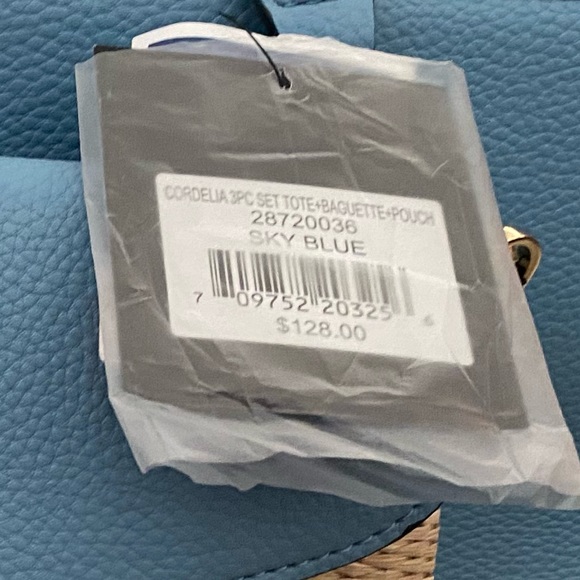 CORDELIA 3PC SET TOTE+BAGUETTE+POUCH
28720036
SKY BLUE
7 09752 20325 6
$128.00